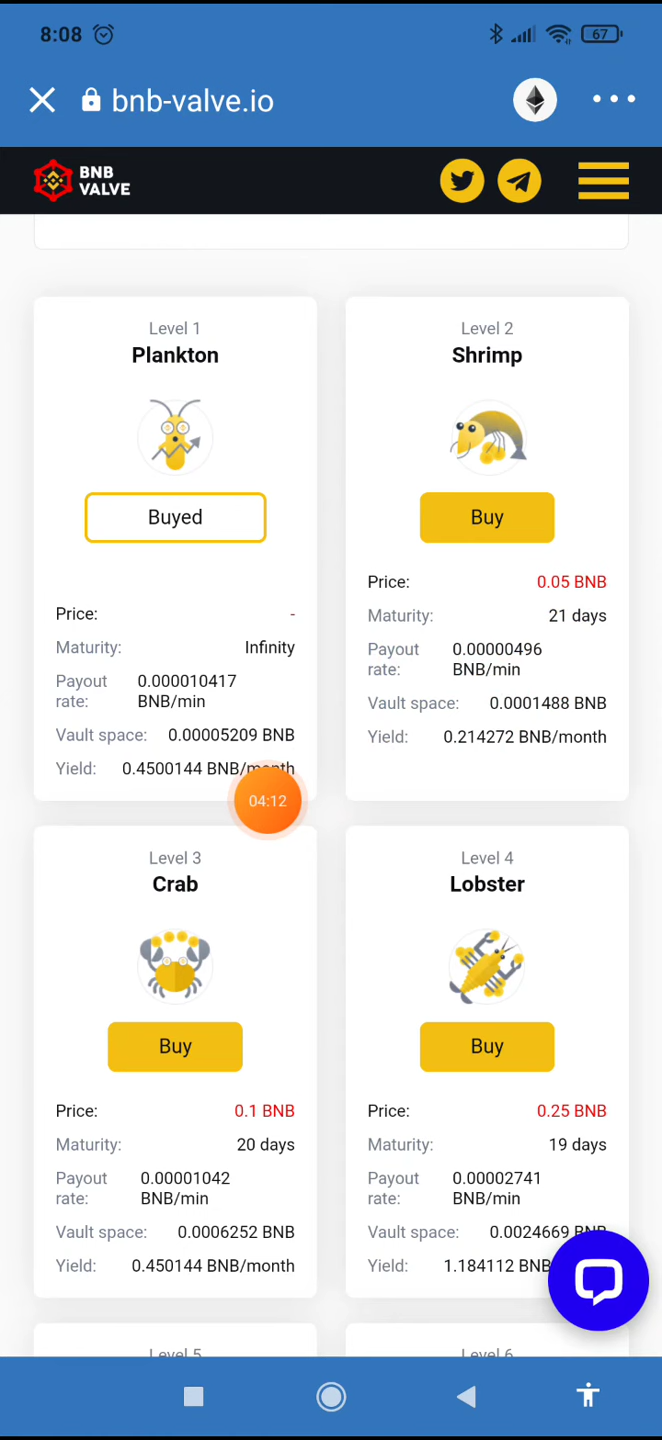 8:08
67
bnb-valve.io
BNB
VALVE
Level 1
Plankton
Buyed
Price: -
Maturity: Infinity
Payout rate: 0.000010417 BNB/min
Vault space: 0.00005209 BNB
Yield: 0.4500144 BNB/month
Level 2
Shrimp
Buy
Price: 0.05 BNB
Maturity: 21 days
Payout rate: 0.00000496 BNB/min
Vault space: 0.0001488 BNB
Yield: 0.214272 BNB/month
04:12
Level 3
Crab
Buy
Price: 0.1 BNB
Maturity: 20 days
Payout rate: 0.00001042 BNB/min
Vault space: 0.0006252 BNB
Yield: 0.450144 BNB/month
Level 4
Lobster
Buy
Price: 0.25 BNB
Maturity: 19 days
Payout rate: 0.00002741 BNB/min
Vault space: 0.0024669 BNB
Yield: 1.184112 BNB
Level 5
Level 6